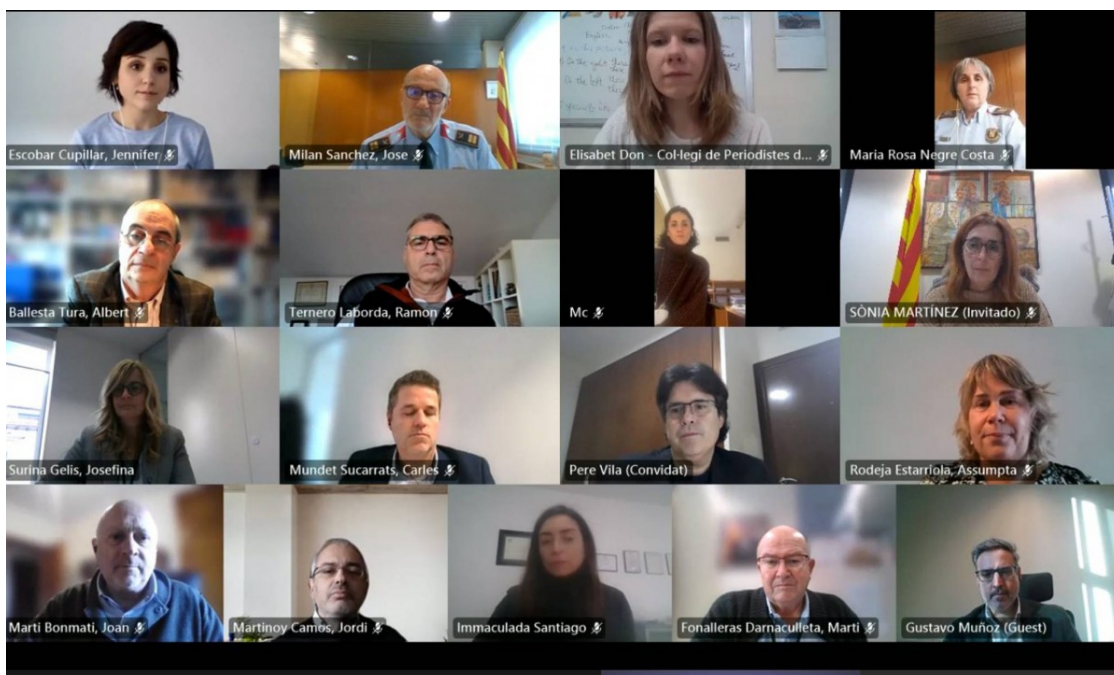 Escobar Cupillar, Jennifer
Milan Sanchez, Jose
English
Elisabet Don - Col·legi de Periodistes d...
Maria Rosa Negre Costa
Ballesta Tura, Albert
Ternero Laborda, Ramon
Mc
SÒNIA MARTÍNEZ (Invitado)
Surina Gelis, Josefina
Mundet Sucarrats, Carles
Pere Vila (Convidat)
Rodeja Estarriola, Assumpta
Marti Bonmati, Joan
Martinoy Camos, Jordi
Immaculada Santiago
Fonalleras Darnaculleta, Marti
Gustavo Muñoz (Guest)